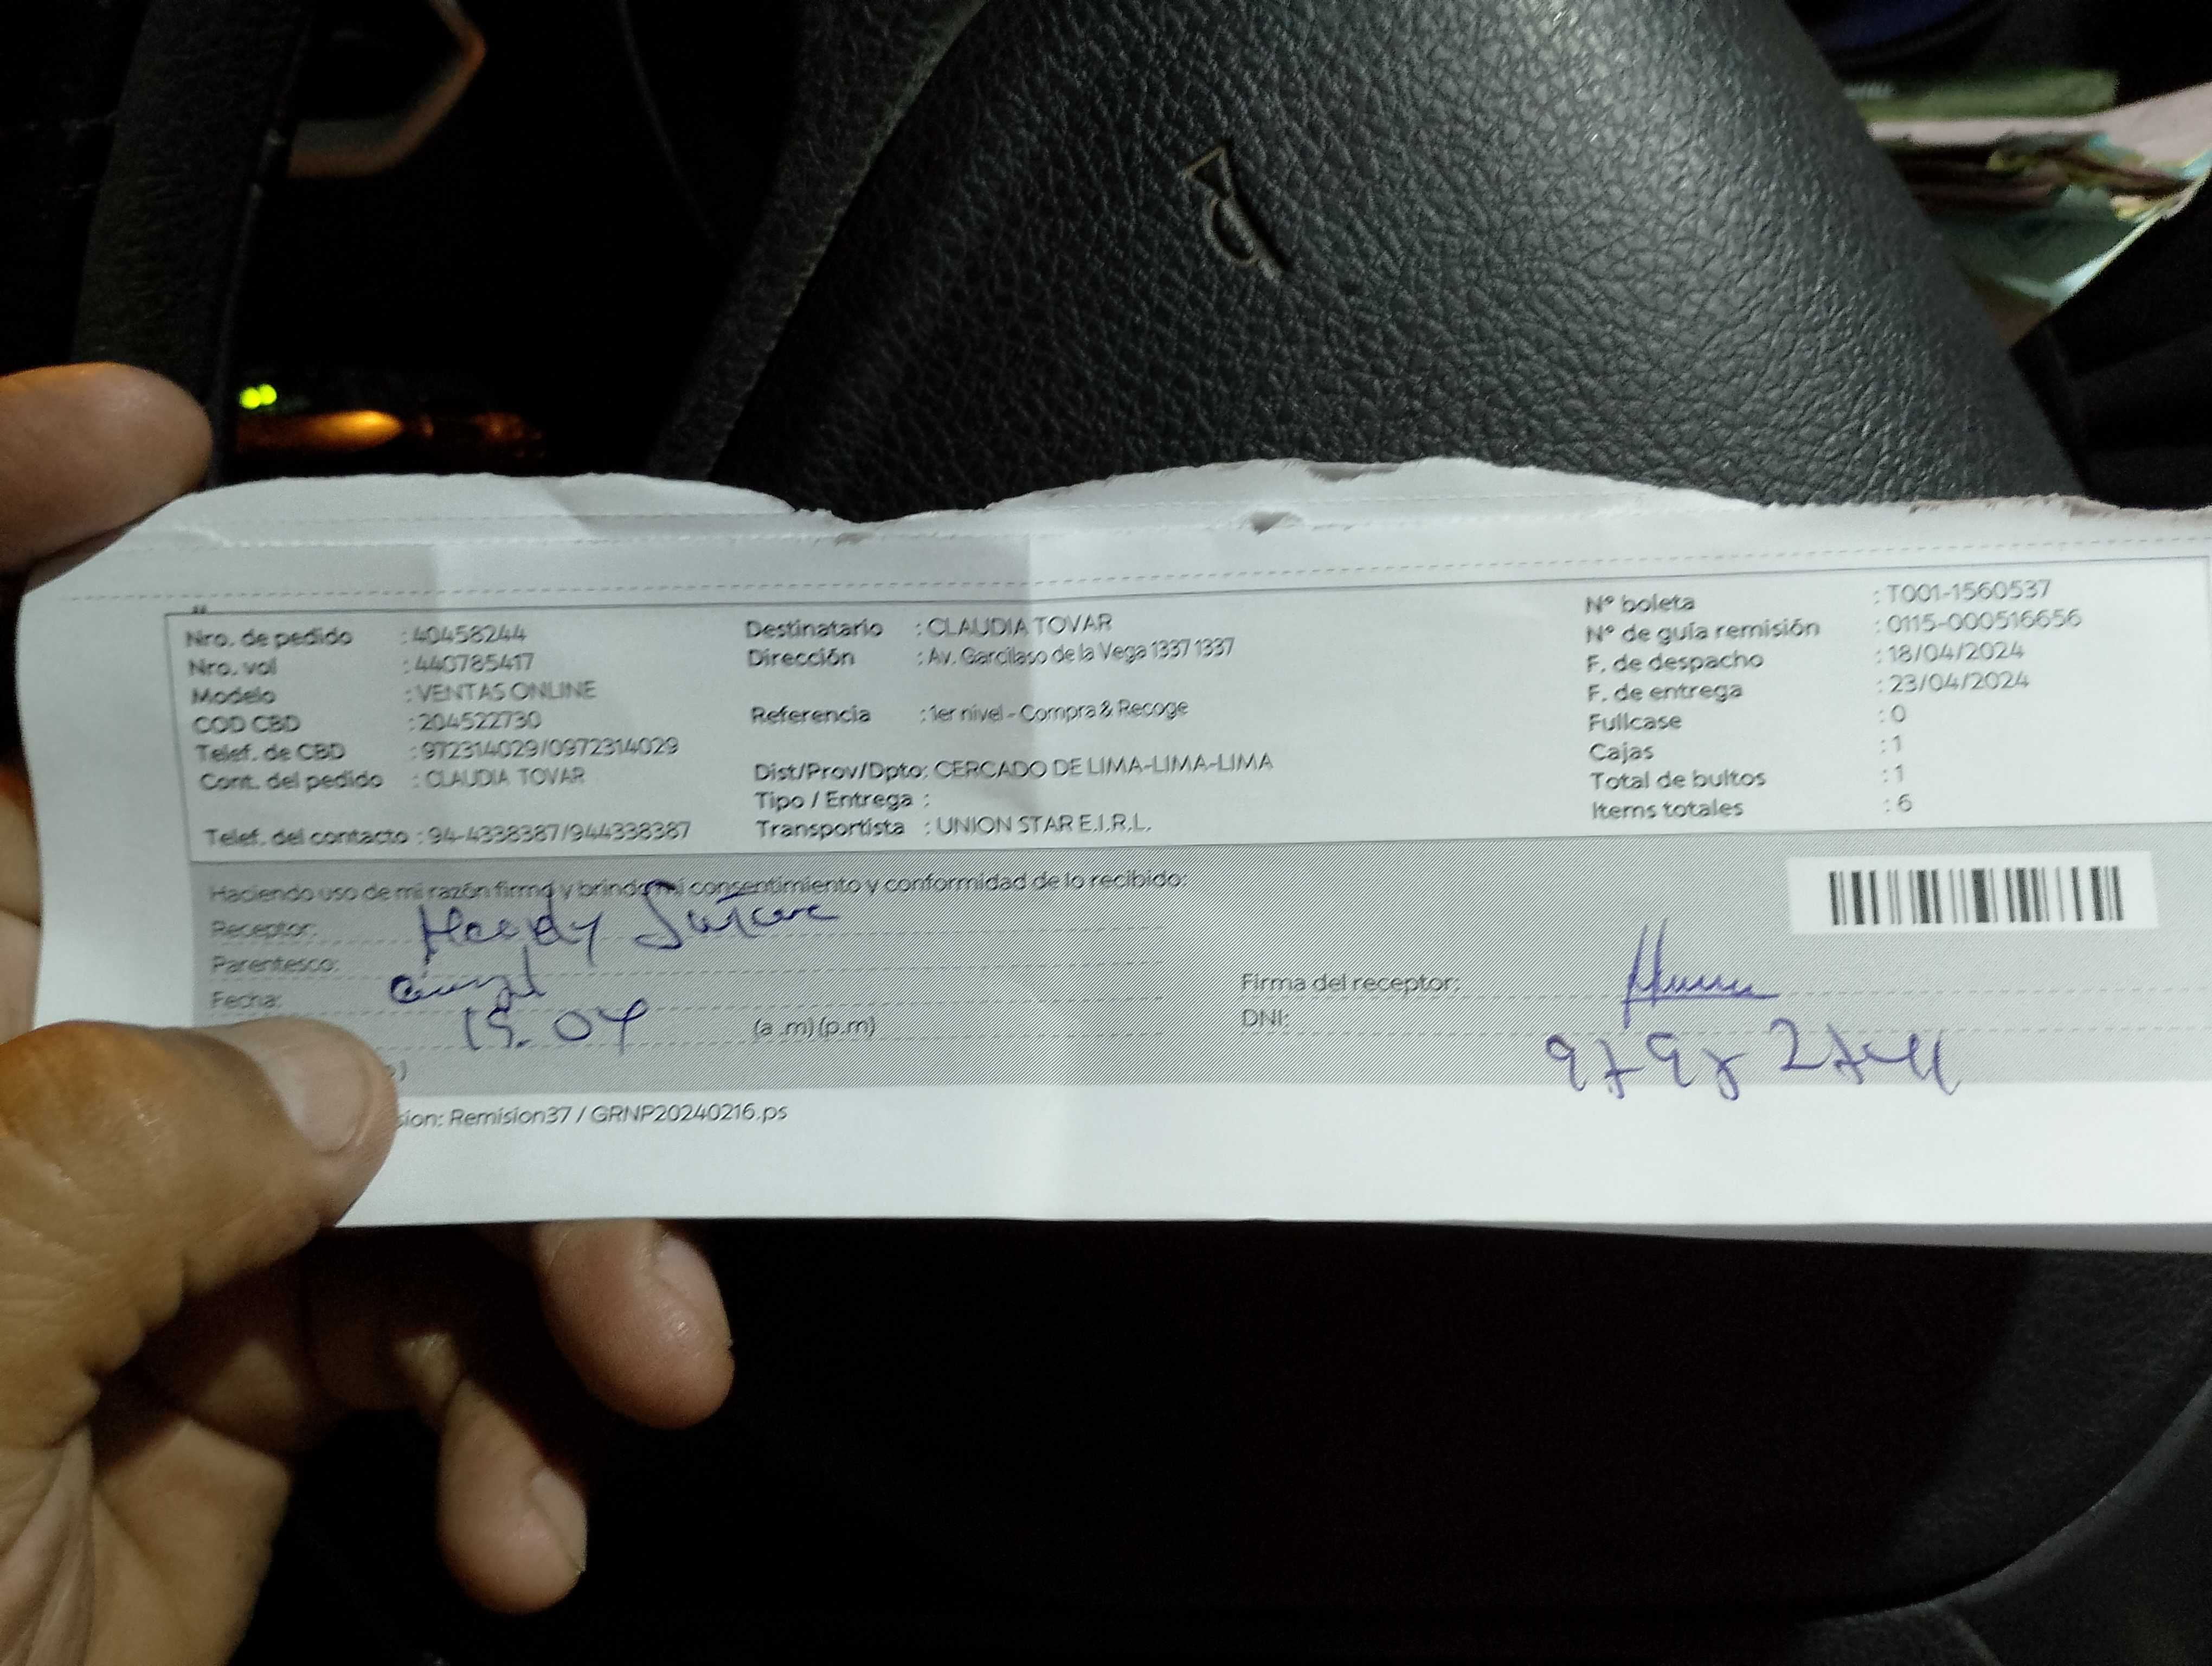 Nro. de pedido : 40458244
Nro. vol : 440785417
Modelo : VENTAS ONLINE
COD CBD : 204522730
Telef. de CBD : 972314029/0972314029
Cont. del pedido : CLAUDIA TOVAR
Telef. del contacto : 94-4338387/944338387
Destinatario : CLAUDIA TOVAR
Dirección : Av. Garcilaso de la Vega 1337 1337
Referencia : 1er nivel - Compra & Recoge
Dist/Prov/Dpto: CERCADO DE LIMA-LIMA-LIMA
Tipo / Entrega :
Transportista : UNION STAR E.I.R.L.
N° boleta : T001-1560537
N° de guía remisión : 0115-000516656
F. de despacho : 18/04/2024
F. de entrega : 23/04/2024
Fullcase : 0
Cajas : 1
Total de bultos : 1
Items totales : 6
Haciendo uso de mi razón firmo y brindo mi consentimiento y conformidad de lo recibido:
Receptor:
Parentesco:
Fecha:
(a .m) (p.m)
Firma del receptor:
DNI:
sion: Remision37 / GRNP20240216.ps